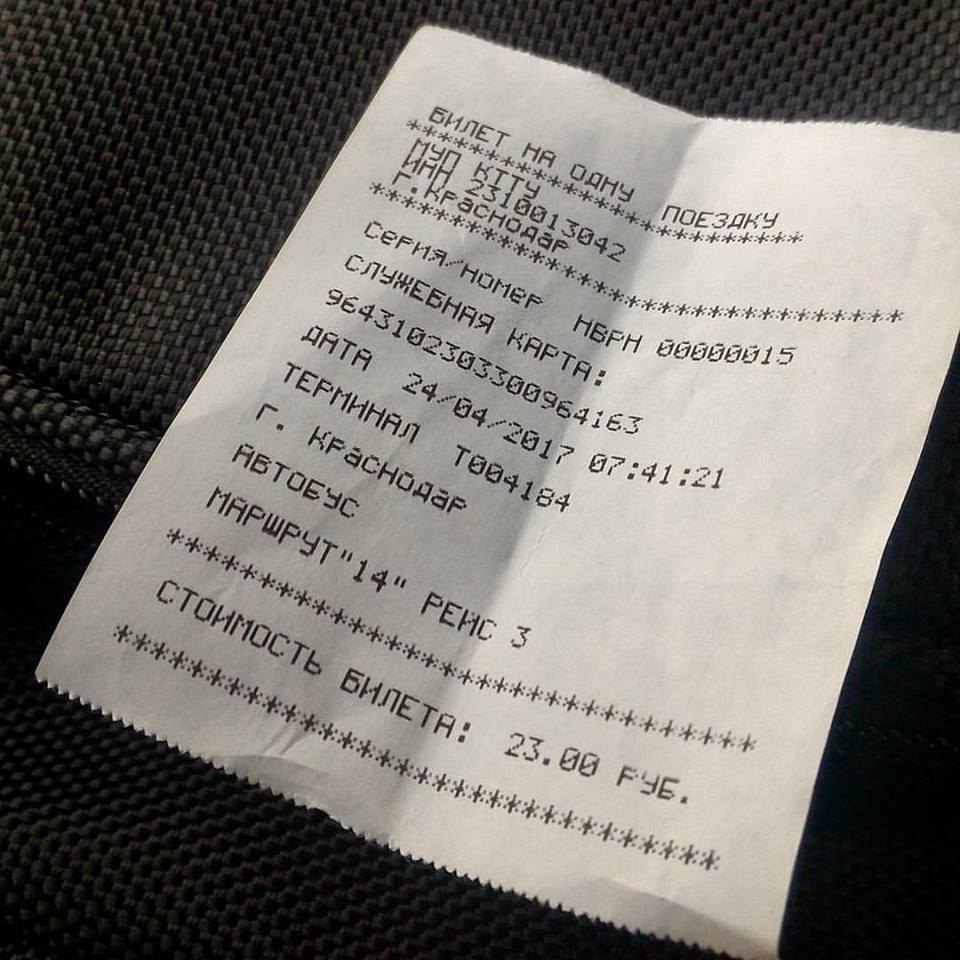 БИЛЕТ НА ОДНУ ПОЕЗДКУ
*************************
МУП КТТУ
ИНН 2310013042
Г.Краснодар
********************************
Серия/номер НВРН 00000015
СЛУЖЕБНАЯ КАРТА:
9643102303300964163
ДАТА 24/04/2017 07:41:21
ТЕРМИНАЛ Т004184
Г. Краснодар
АВТОБУС
МАРШРУТ"14" РЕЙС 3
********************************
СТОИМОСТЬ БИЛЕТА: 23.00 РУБ.
********************************